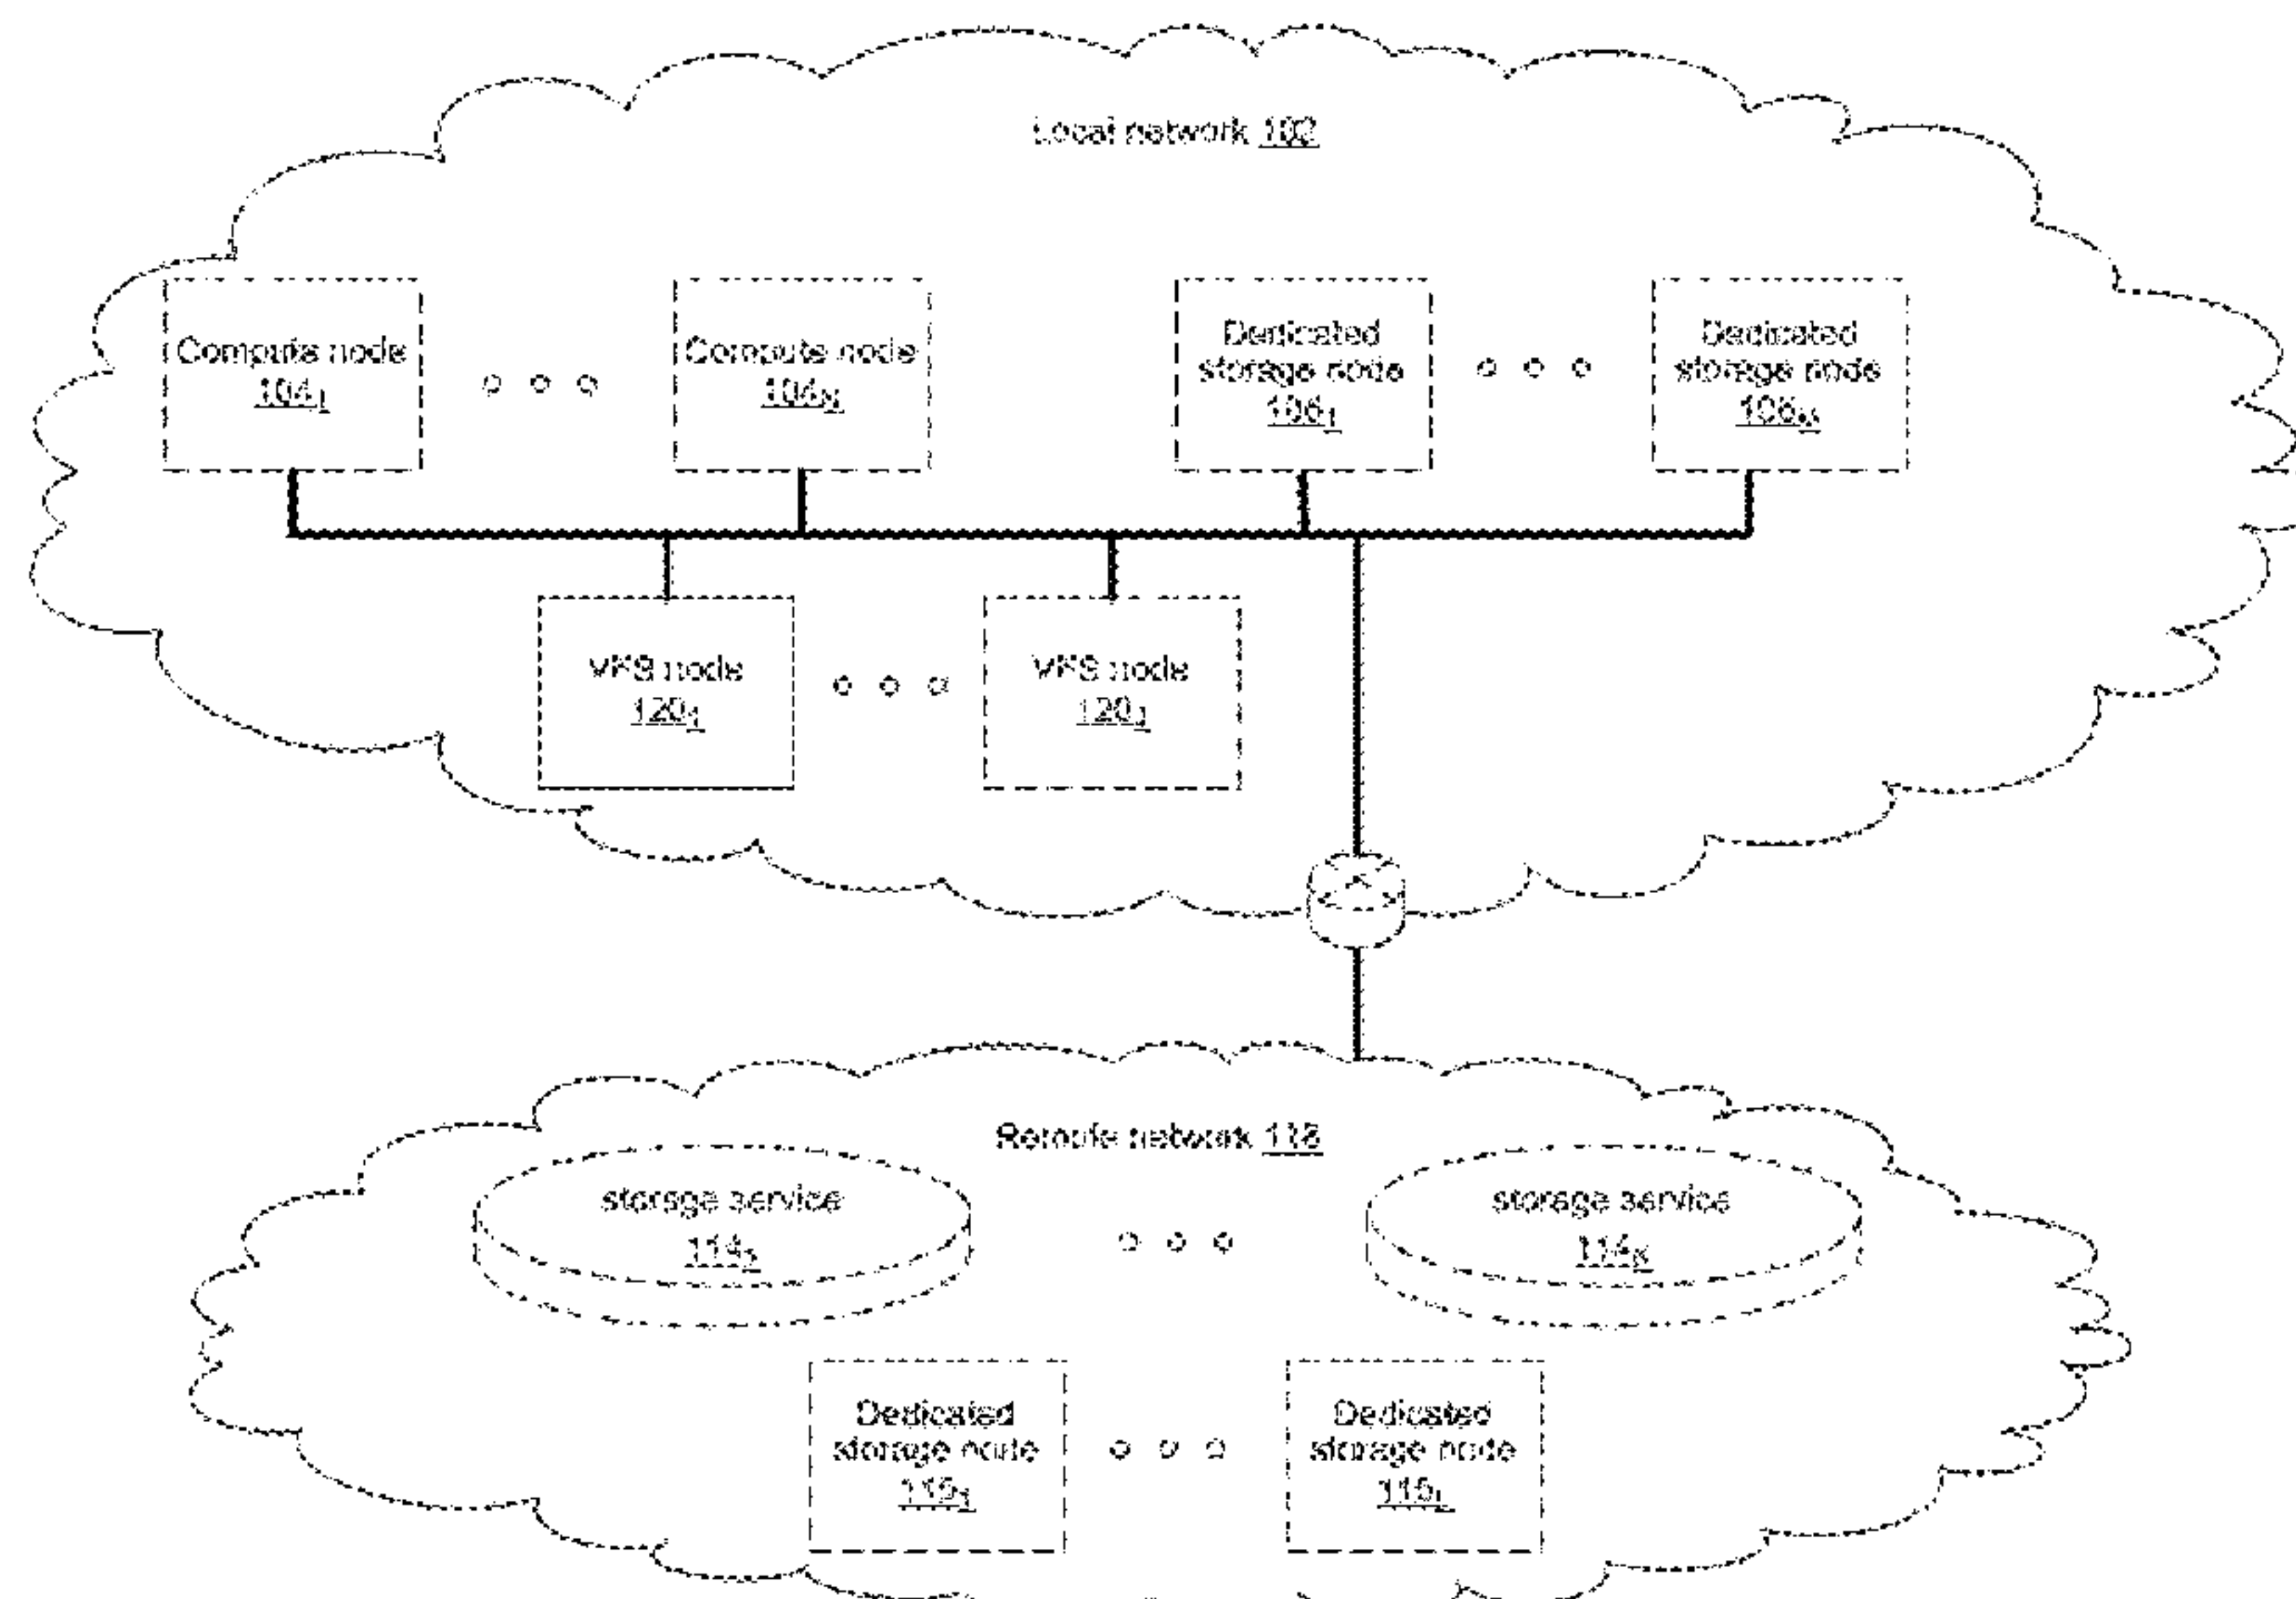 Local network 102
Compute node
104₁
Compute node
104ₙ
Dedicated
storage node
106₁
Dedicated
storage node
VFS node
120₁
VFS node
120ⱼ
Remote network 118
storage service
114₁
storage service
114ₖ
Dedicated
storage node
115₁
Dedicated
storage node
115ʟ